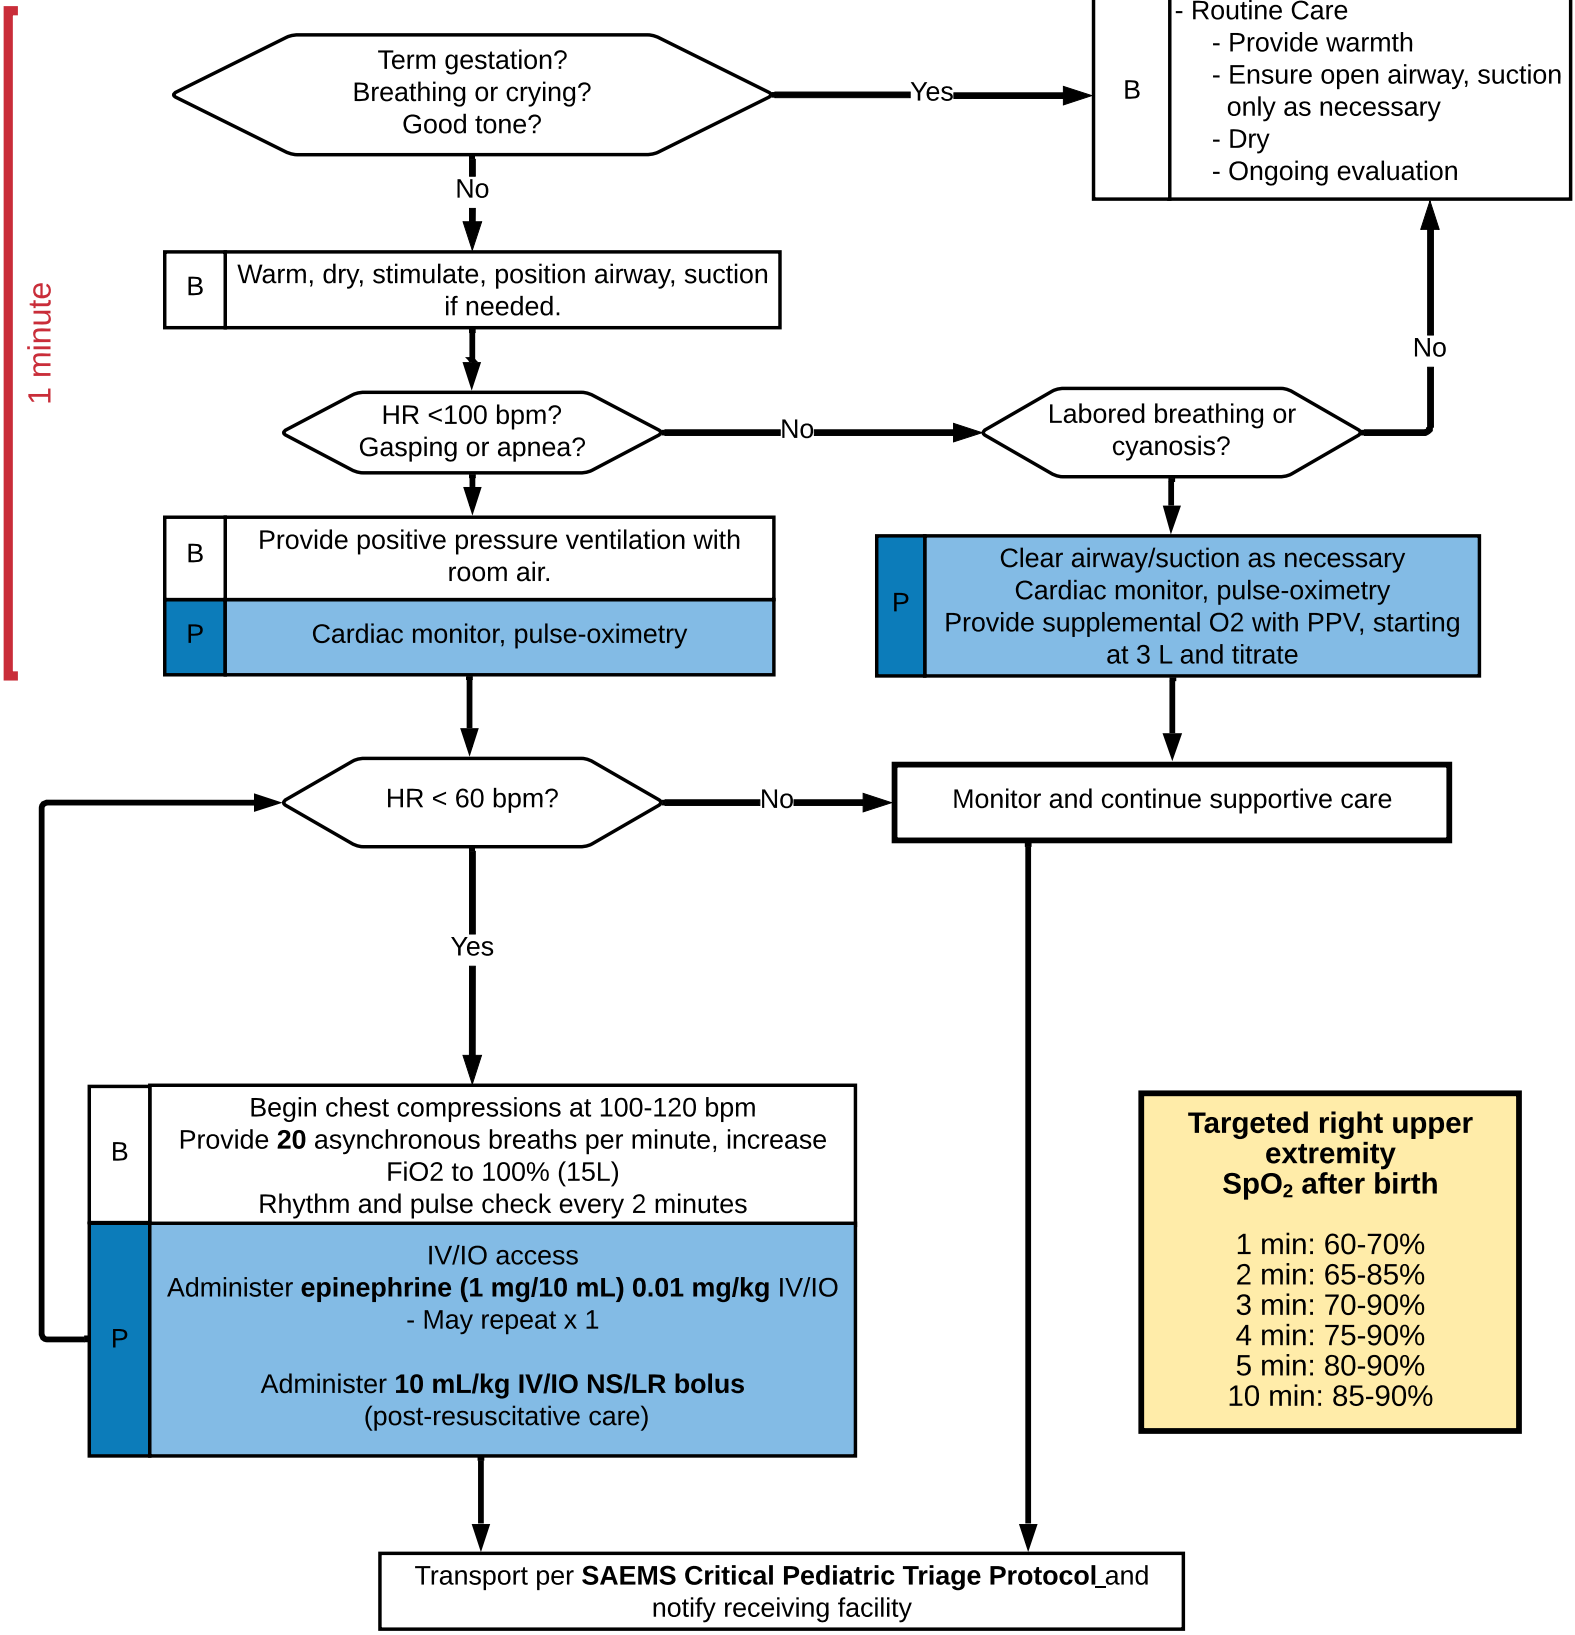 - Routine Care
- Provide warmth
- Ensure open airway, suction
only as necessary
- Dry
- Ongoing evaluation
B
Term gestation?
Breathing or crying?
Good tone?
Yes
No
1 minute
B
Warm, dry, stimulate, position airway, suction
if needed.
HR <100 bpm?
Gasping or apnea?
No
Labored breathing or
cyanosis?
No
B
Provide positive pressure ventilation with
room air.
P
Cardiac monitor, pulse-oximetry
P
Clear airway/suction as necessary
Cardiac monitor, pulse-oximetry
Provide supplemental O2 with PPV, starting
at 3 L and titrate
HR < 60 bpm?
No
Monitor and continue supportive care
Yes
B
Begin chest compressions at 100-120 bpm
Provide 20 asynchronous breaths per minute, increase
FiO2 to 100% (15L)
Rhythm and pulse check every 2 minutes
P
IV/IO access
Administer epinephrine (1 mg/10 mL) 0.01 mg/kg IV/IO
- May repeat x 1
Administer 10 mL/kg IV/IO NS/LR bolus
(post-resuscitative care)
Targeted right upper
extremity
SpO₂ after birth
1 min: 60-70%
2 min: 65-85%
3 min: 70-90%
4 min: 75-90%
5 min: 80-90%
10 min: 85-90%
Transport per SAEMS Critical Pediatric Triage Protocol and
notify receiving facility